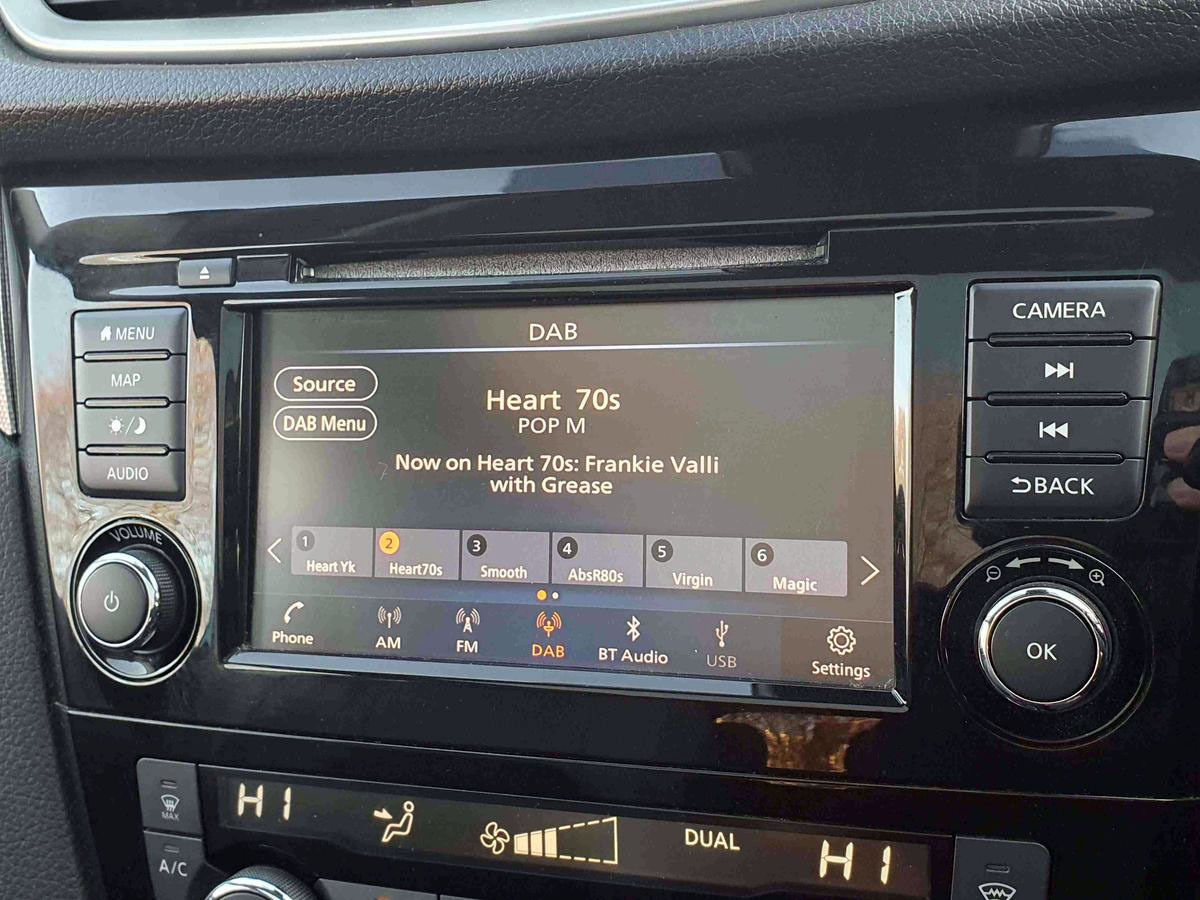 MENU
MAP
AUDIO
VOLUME
DAB
Source
DAB Menu
Heart 70s
POP M
Now on Heart 70s: Frankie Valli
with Grease
1 Heart Yk
2 Heart70s
3 Smooth
4 AbsR80s
5 Virgin
6 Magic
Phone
AM
FM
DAB
BT Audio
USB
Settings
CAMERA
BACK
OK
MAX
A/C
HI
DUAL
HI